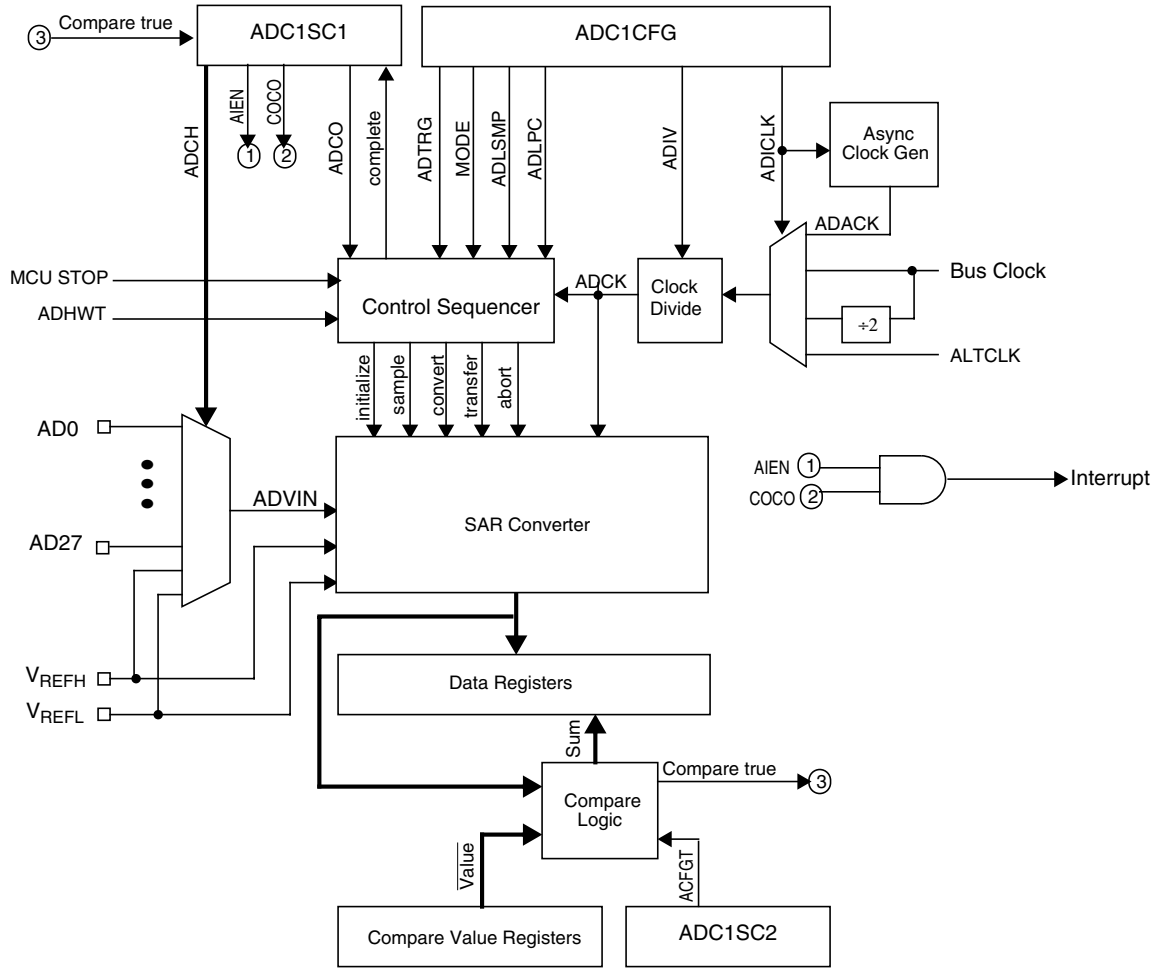 3
Compare true
ADC1SC1
ADC1CFG
ADCH
AIEN
COCO
ADCO
complete
ADTRG
MODE
ADLSMP
ADLPC
ADIV
ADICLK
Async
Clock Gen
1
2
ADACK
MCU STOP
ADHWT
Control Sequencer
ADCK
Clock
Divide
Bus Clock
÷2
ALTCLK
initialize
sample
convert
transfer
abort
AD0
AD27
ADVIN
SAR Converter
AIEN 1
COCO 2
Interrupt
VREFH
VREFL
Data Registers
Sum
Compare true
3
Compare
Logic
Value
ACFGT
Compare Value Registers
ADC1SC2